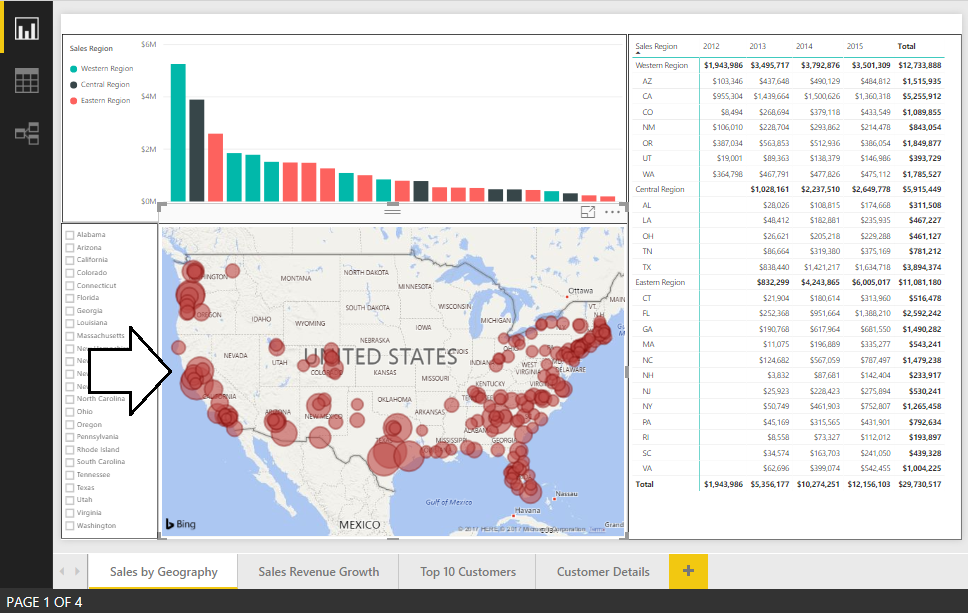 Sales Region
Western Region
Central Region
Eastern Region
$6M
$4M
$2M
$0M
Sales Region 2012 2013 2014 2015 Total
Western Region $1,943,986 $3,495,717 $3,792,876 $3,501,309 $12,733,888
AZ $103,346 $437,648 $490,129 $484,812 $1,515,935
CA $955,304 $1,439,664 $1,500,626 $1,360,318 $5,255,912
CO $8,494 $268,694 $379,118 $433,549 $1,089,855
NM $106,010 $228,704 $293,862 $214,478 $843,054
OR $387,034 $563,853 $512,936 $386,054 $1,849,877
UT $19,001 $89,363 $138,379 $146,986 $393,729
WA $364,798 $467,791 $477,826 $475,112 $1,785,527
Central Region $1,028,161 $2,237,510 $2,649,778 $5,915,449
AL $28,026 $108,815 $174,668 $311,508
LA $48,412 $182,881 $235,935 $467,227
OH $26,621 $205,218 $229,288 $461,127
TN $86,664 $319,380 $375,169 $781,212
TX $838,440 $1,421,217 $1,634,718 $3,894,374
Eastern Region $832,299 $4,243,865 $6,005,017 $11,081,180
CT $21,904 $180,614 $313,960 $516,478
FL $252,368 $951,664 $1,388,210 $2,592,242
GA $190,768 $617,964 $681,550 $1,490,282
MA $11,075 $196,889 $335,277 $543,241
NC $124,682 $567,059 $787,497 $1,479,238
NH $3,832 $87,681 $142,404 $233,917
NJ $25,923 $228,423 $275,894 $530,241
NY $50,749 $461,903 $752,807 $1,265,458
PA $45,169 $315,565 $431,901 $792,634
RI $8,558 $73,327 $112,012 $193,897
SC $34,574 $163,703 $241,050 $439,328
VA $62,696 $399,074 $542,455 $1,004,225
Total $1,943,986 $5,356,177 $10,274,251 $12,156,103 $29,730,517
Alabama
Arizona
California
Colorado
Connecticut
Florida
Georgia
Louisiana
Massachusetts
North Carolina
Ohio
Oregon
Pennsylvania
Rhode Island
South Carolina
Tennessee
Texas
Utah
Virginia
Washington
MONTANA
NORTH DAKOTA
MINNESOTA
Ottawa
SOUTH DAKOTA
WISCONSIN
MICHIGAN
VT.
IDAHO
WYOMING
IOWA
NEBRASKA
NEVADA
UTAH
UNITED STATES
KANSAS
MISSOURI
WEST
DELAWARE
KENTUCKY
OKLAHOMA
ARKANSAS
NEW MEXICO
MISSISSIPPI
GEORGIA
Gulf of Mexico
Nassau
Havana
MEXICO
Bing
Grand
Sales by Geography
Sales Revenue Growth
Top 10 Customers
Customer Details
+
PAGE 1 OF 4